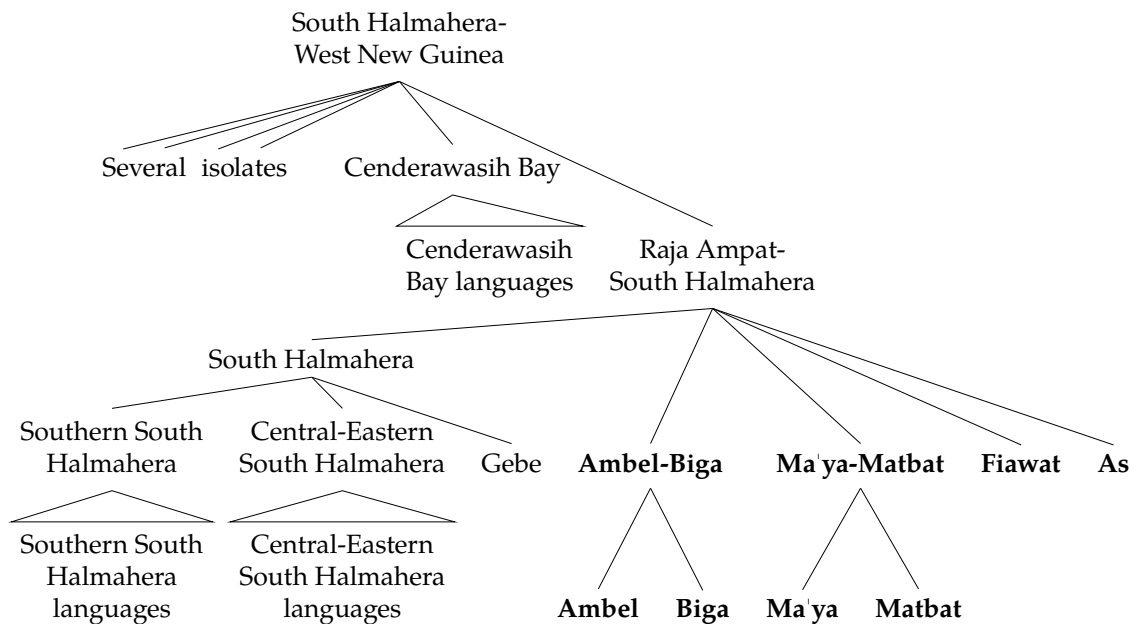 South Halmahera-
West New Guinea
Several isolates
Cenderawasih Bay
Cenderawasih
Bay languages
Raja Ampat-
South Halmahera
South Halmahera
Southern South
Halmahera
Central-Eastern
South Halmahera
Gebe
Ambel-Biga
Maˈya-Matbat
Fiawat
As
Southern South
Halmahera
languages
Central-Eastern
South Halmahera
languages
Ambel
Biga
Maˈya
Matbat